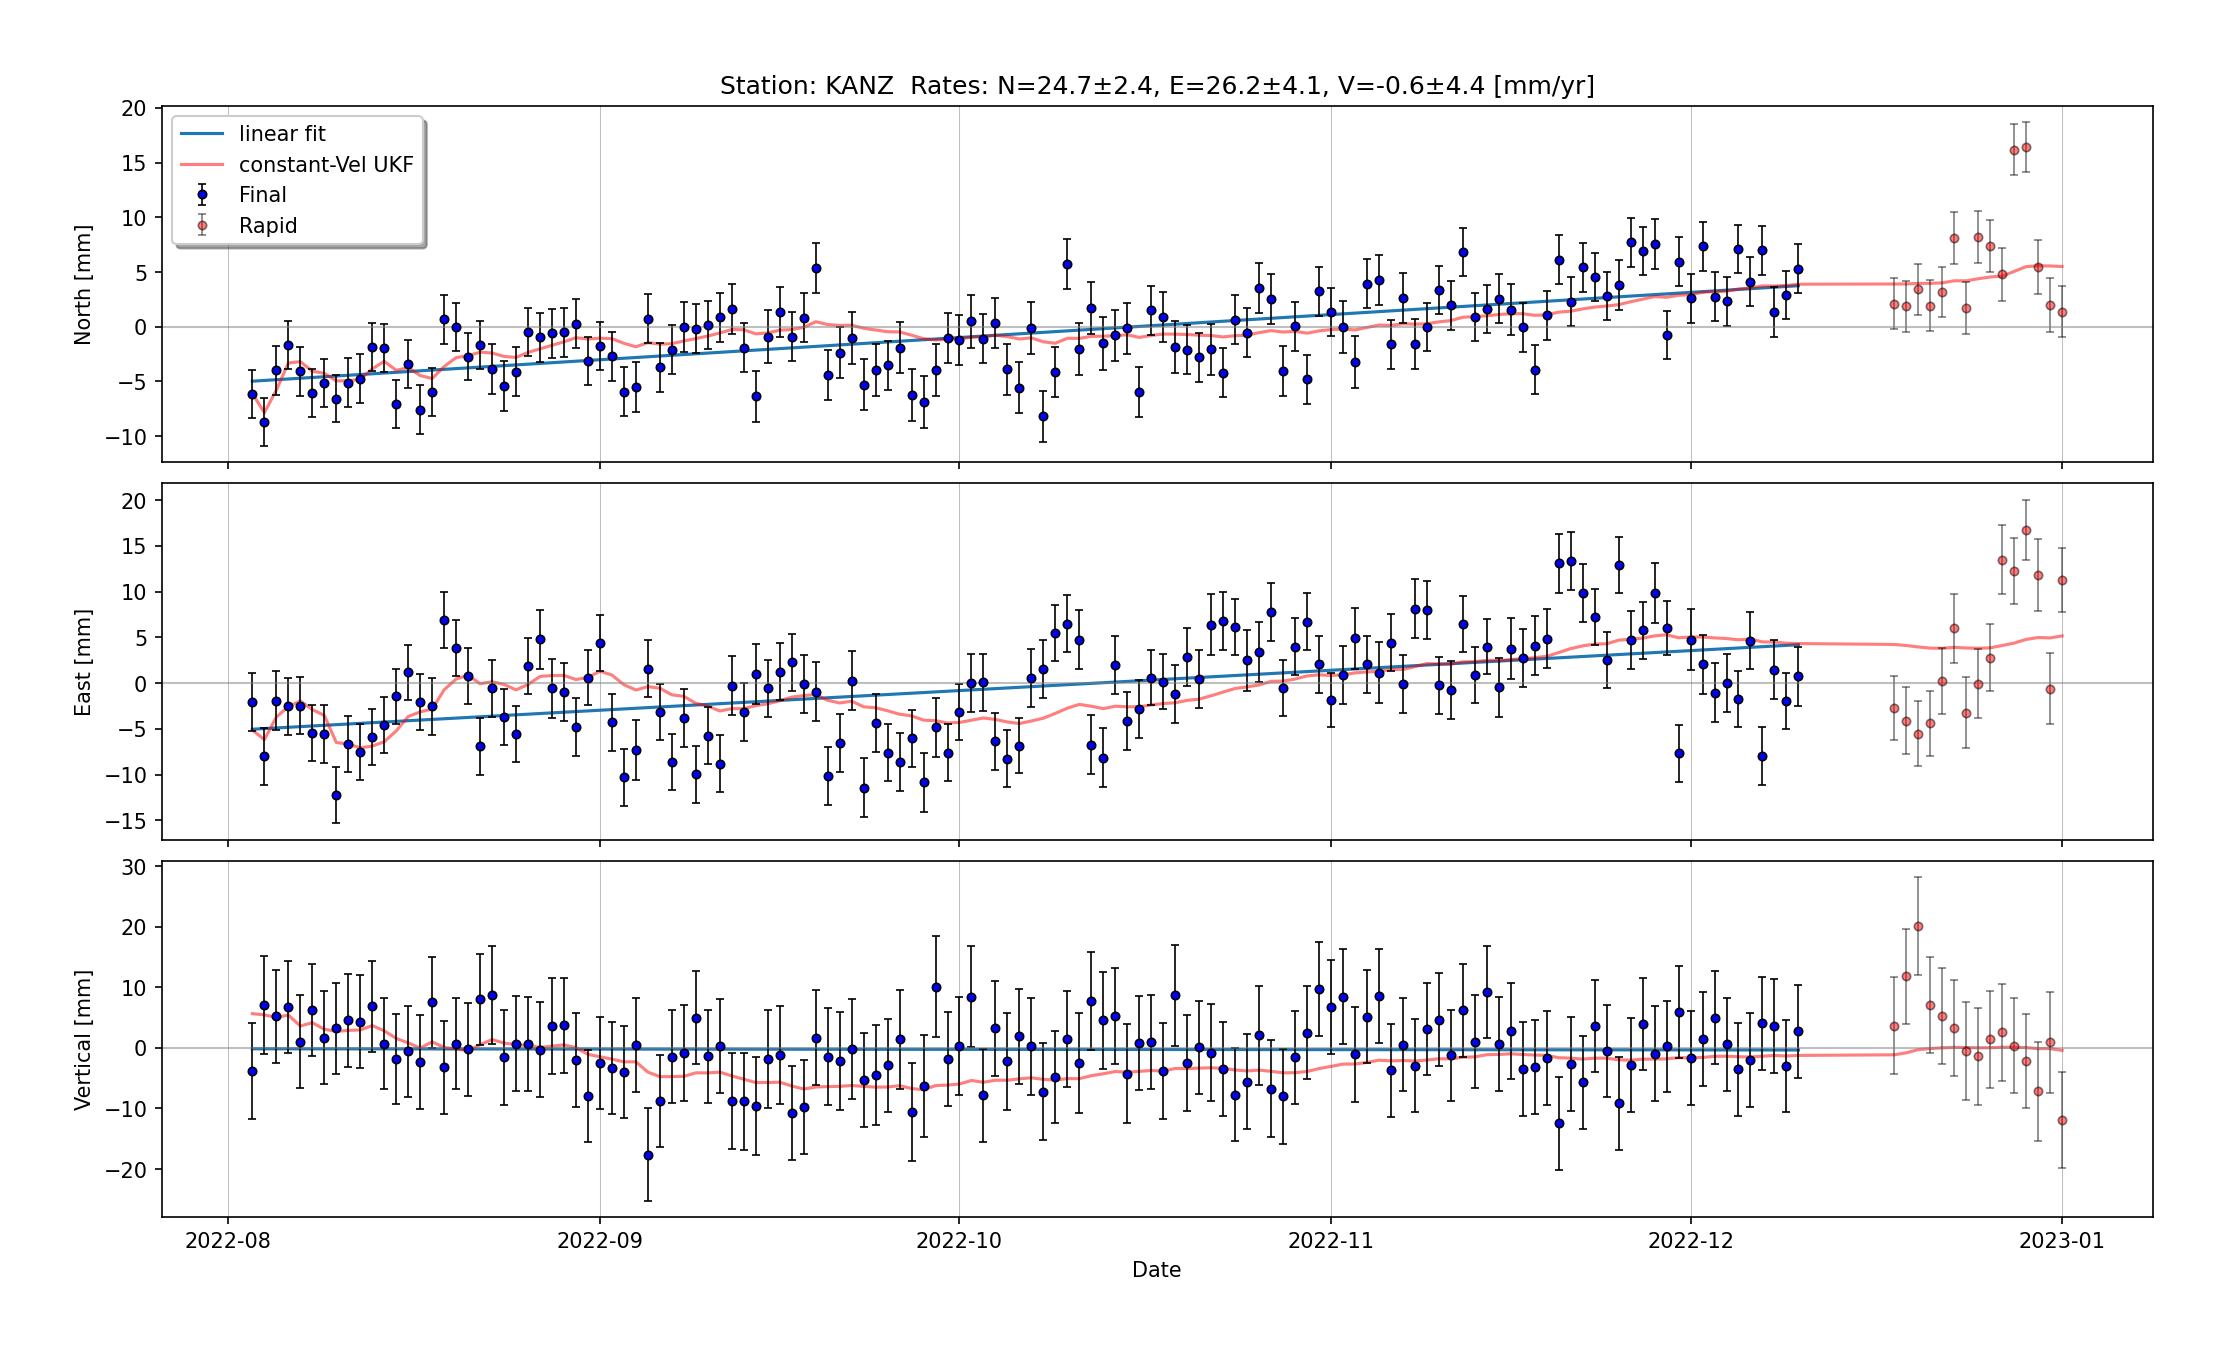 Station: KANZ  Rates: N=24.7±2.4, E=26.2±4.1, V=-0.6±4.4 [mm/yr]
linear fit
constant-Vel UKF
Final
Rapid
North [mm]
20
15
10
5
0
−5
−10
East [mm]
20
15
10
5
0
−5
−10
−15
Vertical [mm]
30
20
10
0
−10
−20
2022-08 2022-09 2022-10 2022-11 2022-12 2023-01
Date